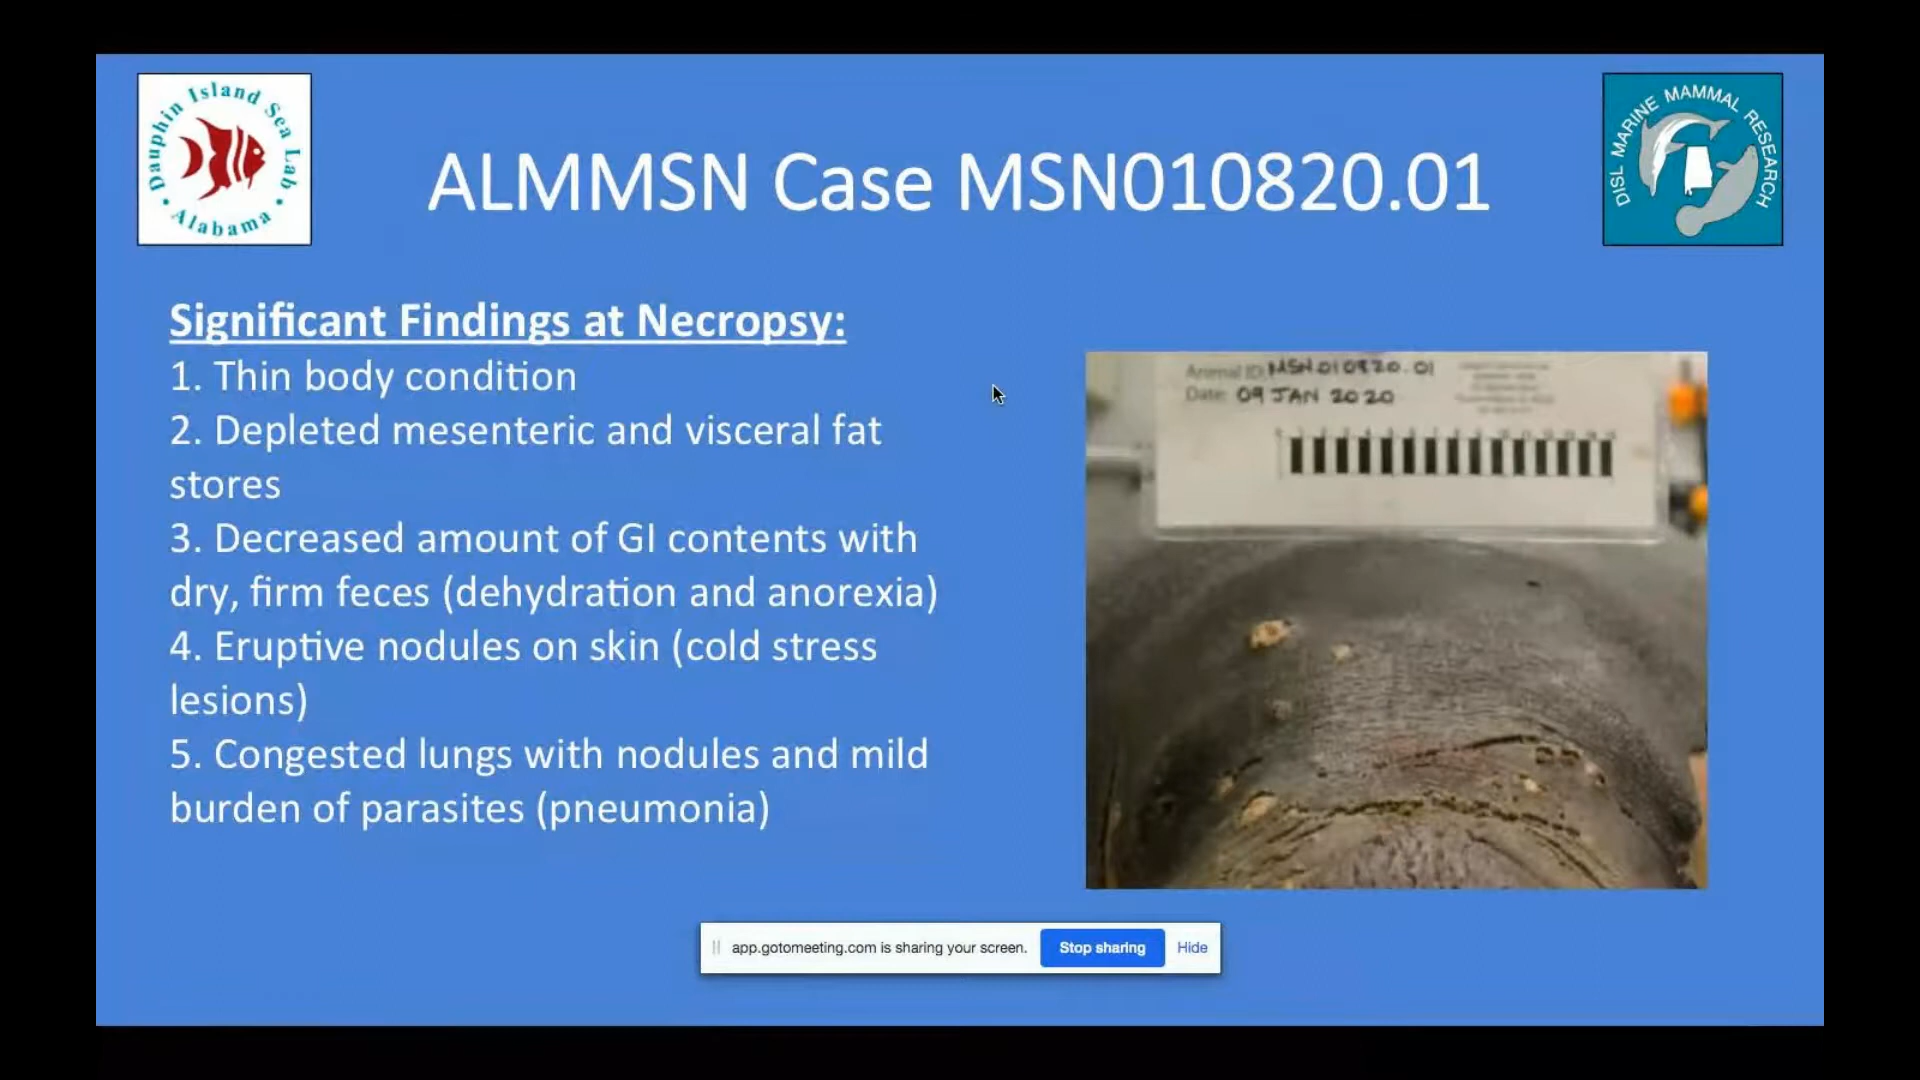 Dauphin Island Sea Lab
Alabama
DISL MARINE MAMMAL RESEARCH
ALMMSN Case MSN010820.01
Significant Findings at Necropsy:
1. Thin body condition
2. Depleted mesenteric and visceral fat
stores
3. Decreased amount of GI contents with
dry, firm feces (dehydration and anorexia)
4. Eruptive nodules on skin (cold stress
lesions)
5. Congested lungs with nodules and mild
burden of parasites (pneumonia)
Animal ID: MSN010820.01
Date: 09 JAN 2020
app.gotomeeting.com is sharing your screen.
Stop sharing
Hide